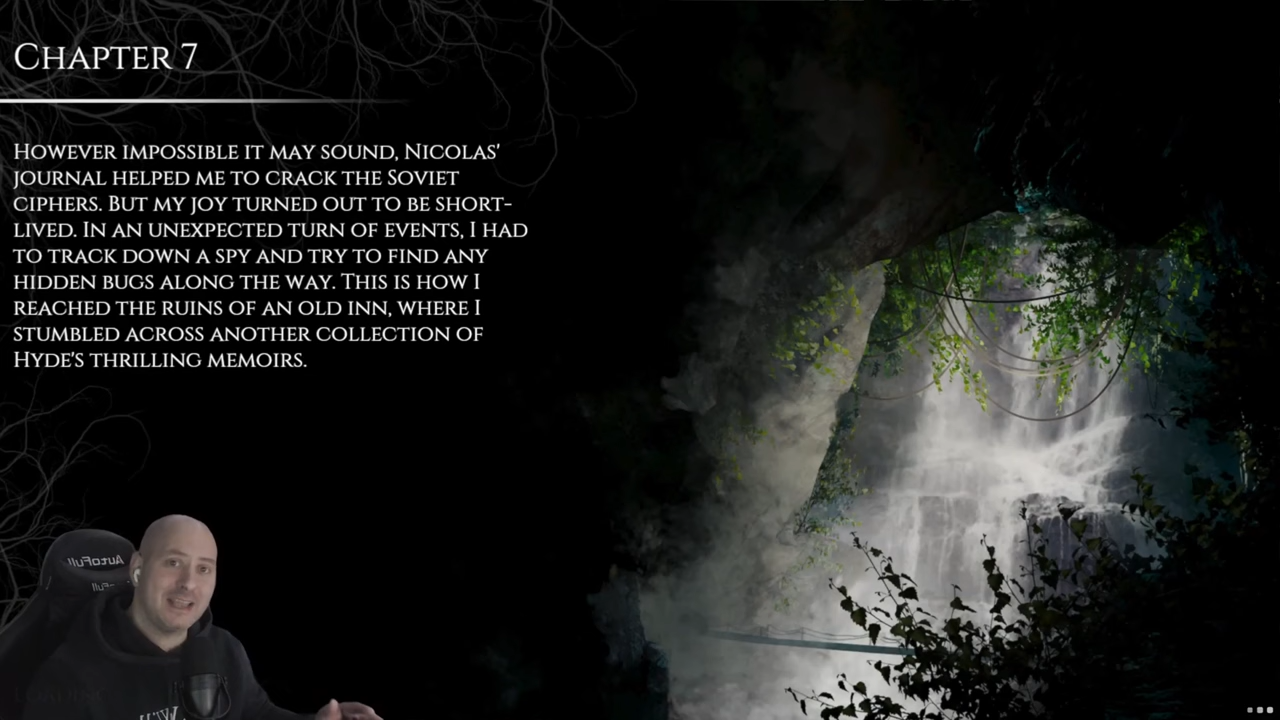 Chapter 7
However impossible it may sound, Nicolas'
journal helped me to crack the Soviet
ciphers. But my joy turned out to be short-
lived. In an unexpected turn of events, I had
to track down a spy and try to find any
hidden bugs along the way. This is how I
reached the ruins of an old inn, where I
stumbled across another collection of
Hyde's thrilling memoirs.
AutoFull